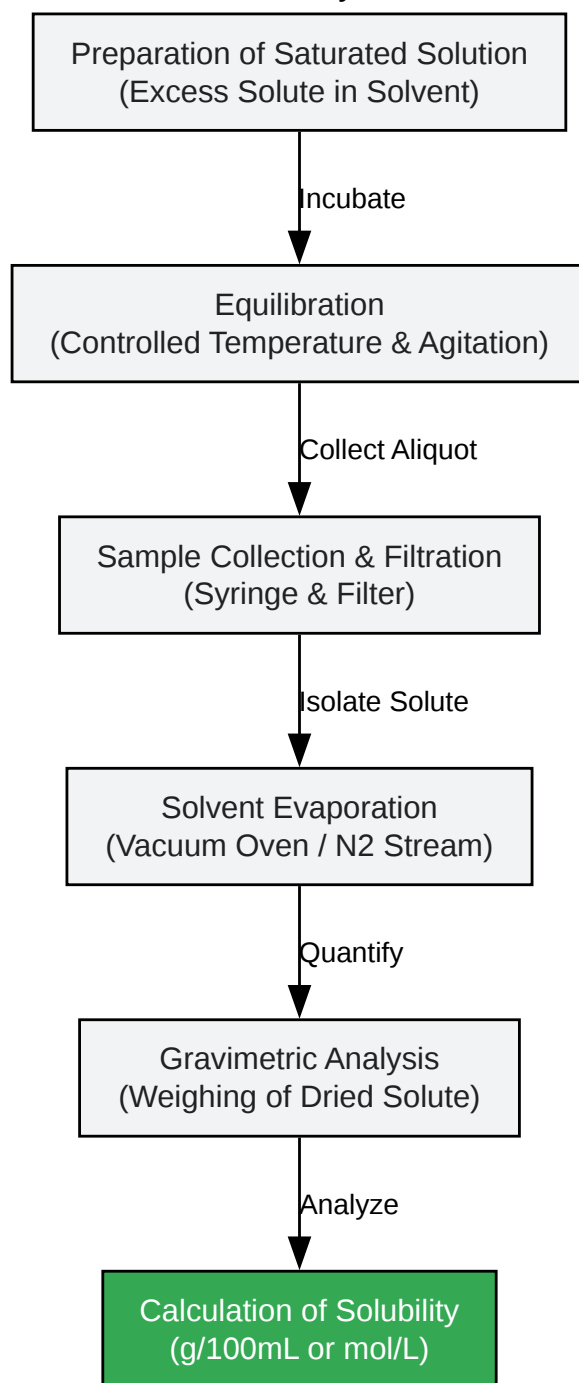 Preparation of Saturated Solution
(Excess Solute in Solvent)
Incubate
Equilibration
(Controlled Temperature & Agitation)
Collect Aliquot
Sample Collection & Filtration
(Syringe & Filter)
Isolate Solute
Solvent Evaporation
(Vacuum Oven / N2 Stream)
Quantify
Gravimetric Analysis
(Weighing of Dried Solute)
Analyze
Calculation of Solubility
(g/100mL or mol/L)